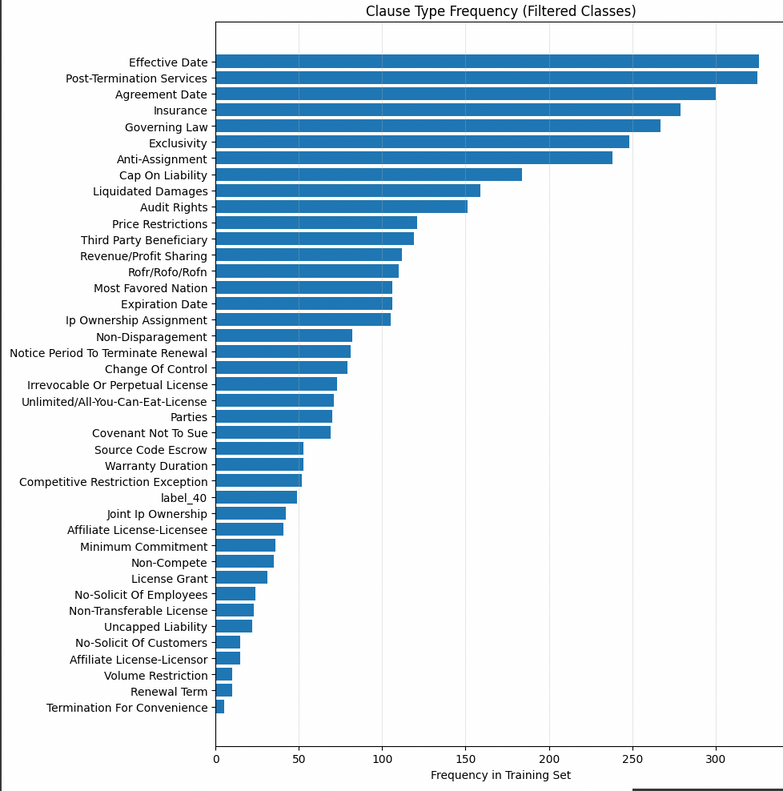 Clause Type Frequency (Filtered Classes)
Effective Date
Post-Termination Services
Agreement Date
Insurance
Governing Law
Exclusivity
Anti-Assignment
Cap On Liability
Liquidated Damages
Audit Rights
Price Restrictions
Third Party Beneficiary
Revenue/Profit Sharing
Rofr/Rofo/Rofn
Most Favored Nation
Expiration Date
Ip Ownership Assignment
Non-Disparagement
Notice Period To Terminate Renewal
Change Of Control
Irrevocable Or Perpetual License
Unlimited/All-You-Can-Eat-License
Parties
Covenant Not To Sue
Source Code Escrow
Warranty Duration
Competitive Restriction Exception
label_40
Joint Ip Ownership
Affiliate License-Licensee
Minimum Commitment
Non-Compete
License Grant
No-Solicit Of Employees
Non-Transferable License
Uncapped Liability
No-Solicit Of Customers
Affiliate License-Licensor
Volume Restriction
Renewal Term
Termination For Convenience
0 50 100 150 200 250 300
Frequency in Training Set